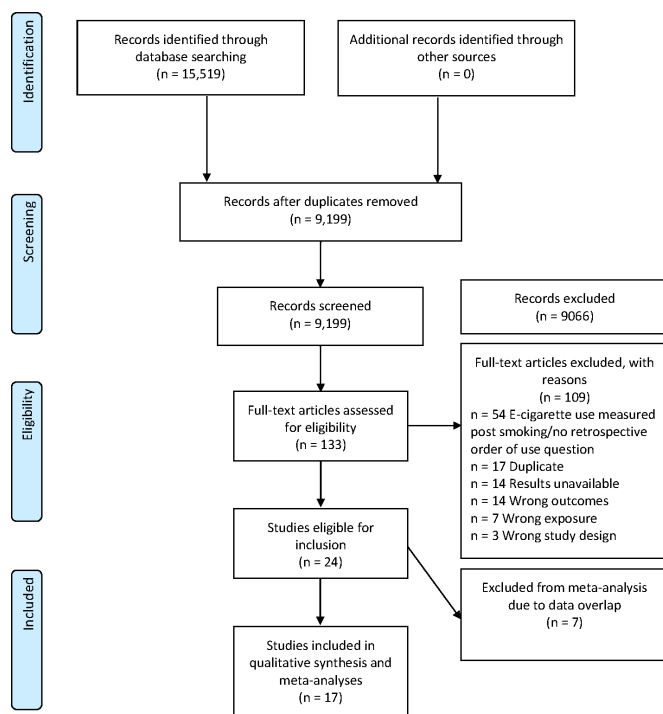 Identification
Records identified through
database searching
(n = 15,519)
Additional records identified through
other sources
(n = 0)
Screening
Records after duplicates removed
(n = 9,199)
Records screened
(n = 9,199)
Records excluded
(n = 9066)
Eligibility
Full-text articles assessed
for eligibility
(n = 133)
Full-text articles excluded, with
reasons
(n = 109)
n = 54 E-cigarette use measured
post smoking/no retrospective
order of use question
n = 17 Duplicate
n = 14 Results unavailable
n = 14 Wrong outcomes
n = 7 Wrong exposure
n = 3 Wrong study design
Studies eligible for
inclusion
(n = 24)
Included
Excluded from meta-analysis
due to data overlap
(n = 7)
Studies included in
qualitative synthesis and
meta-analyses
(n = 17)